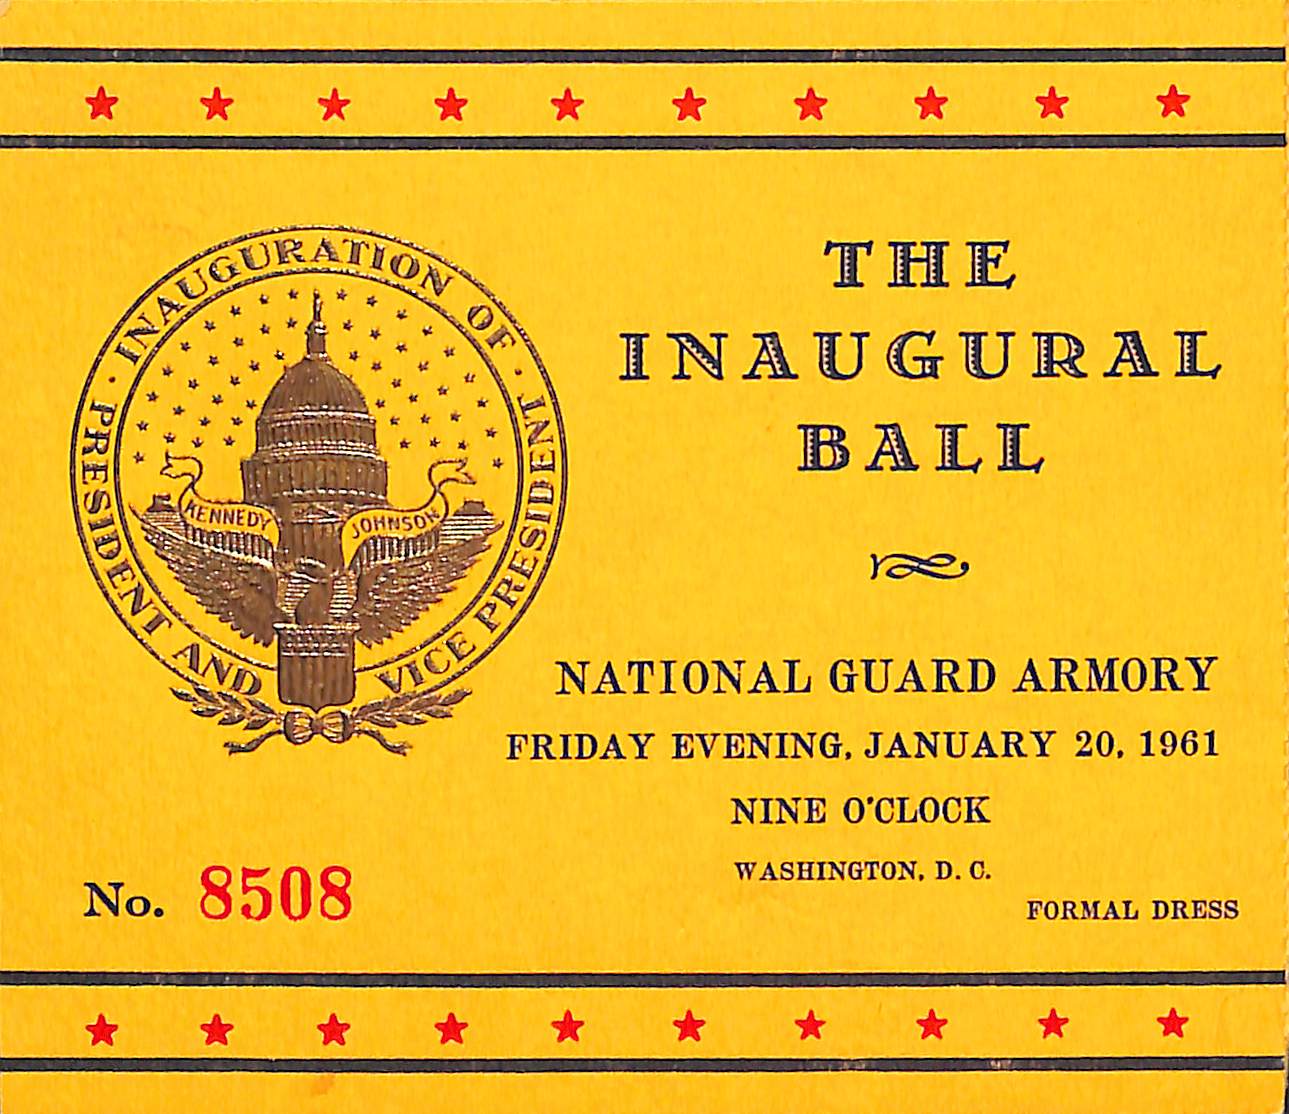 INAUGURATION OF
PRESIDENT AND VICE PRESIDENT
KENNEDY
JOHNSON
THE
INAUGURAL
BALL
NATIONAL GUARD ARMORY
FRIDAY EVENING, JANUARY 20, 1961
NINE O'CLOCK
WASHINGTON, D. C.
FORMAL DRESS
No. 8508